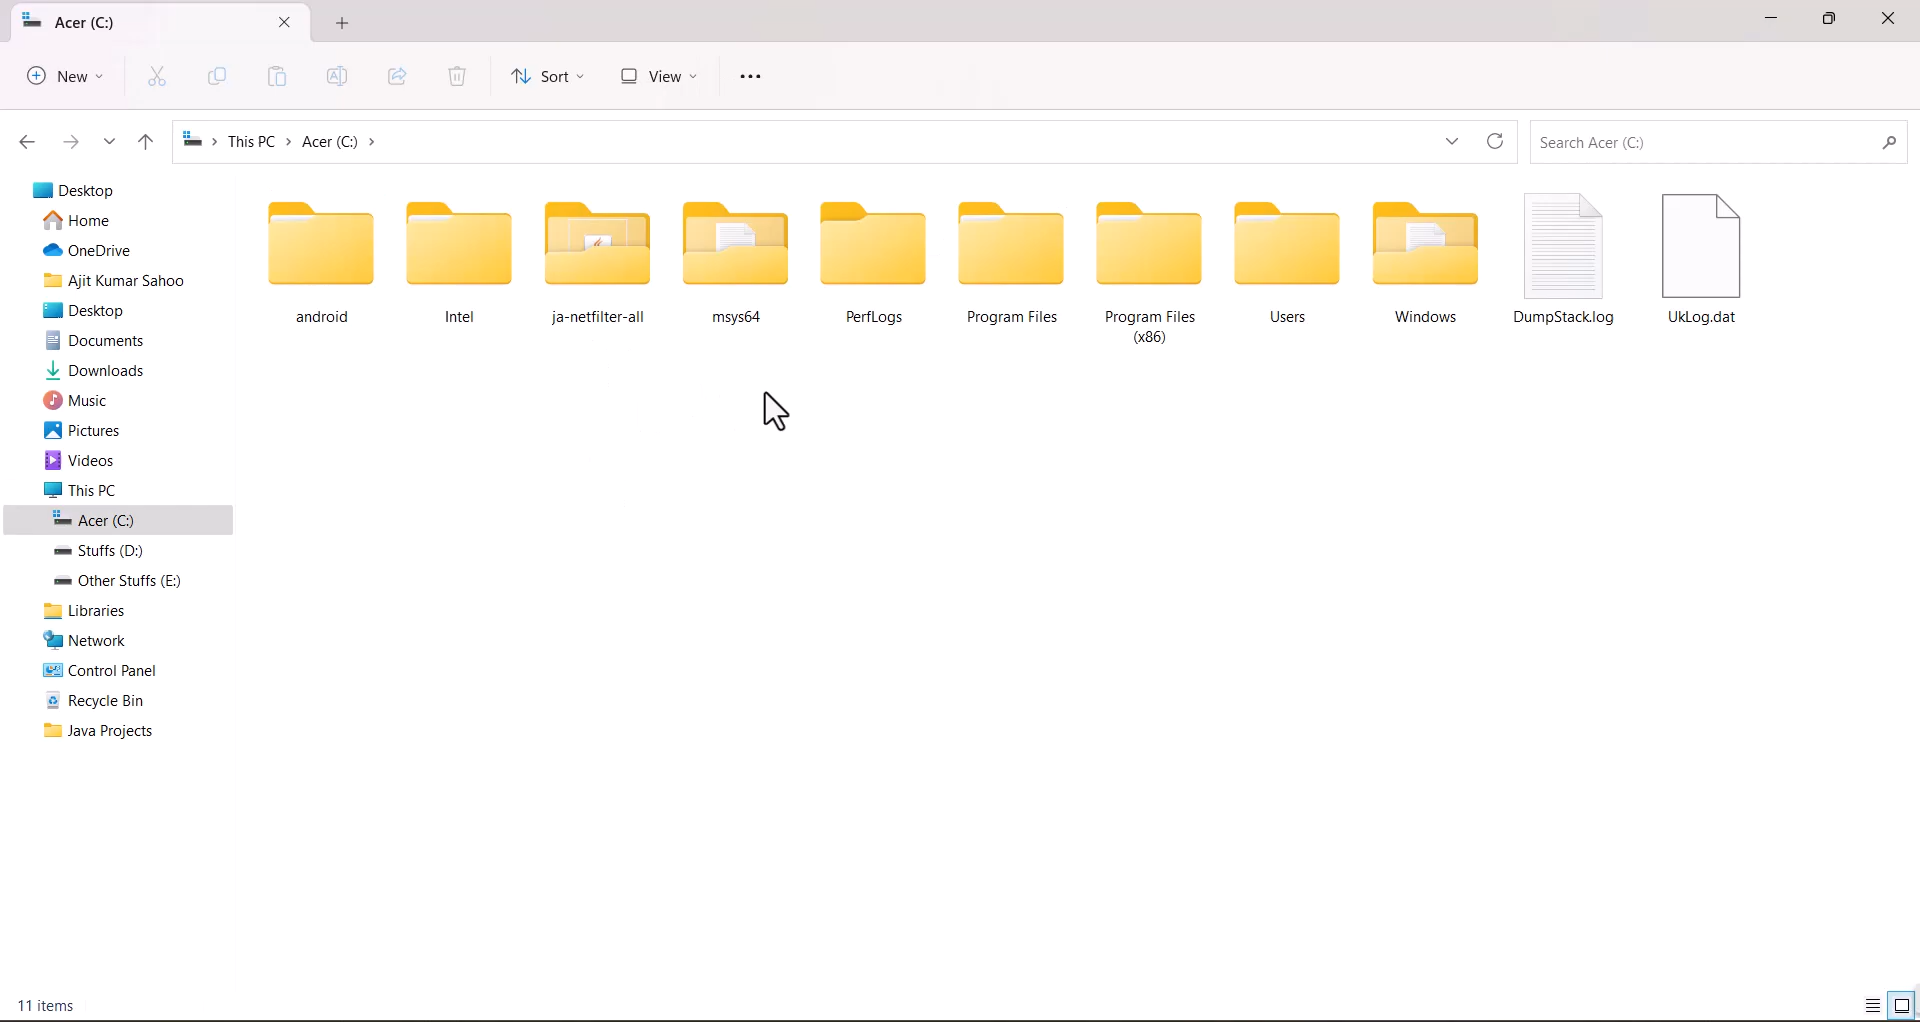 Acer (C:)
New
Sort
View
This PC
Acer (C:)
Search Acer (C:)
Desktop
Home
OneDrive
Ajit Kumar Sahoo
Desktop
Documents
Downloads
Music
Pictures
Videos
This PC
Acer (C:)
Stuffs (D:)
Other Stuffs (E:)
Libraries
Network
Control Panel
Recycle Bin
Java Projects
android
Intel
ja-netfilter-all
msys64
PerfLogs
Program Files
Program Files
(x86)
Users
Windows
DumpStack.log
UkLog.dat
11 items